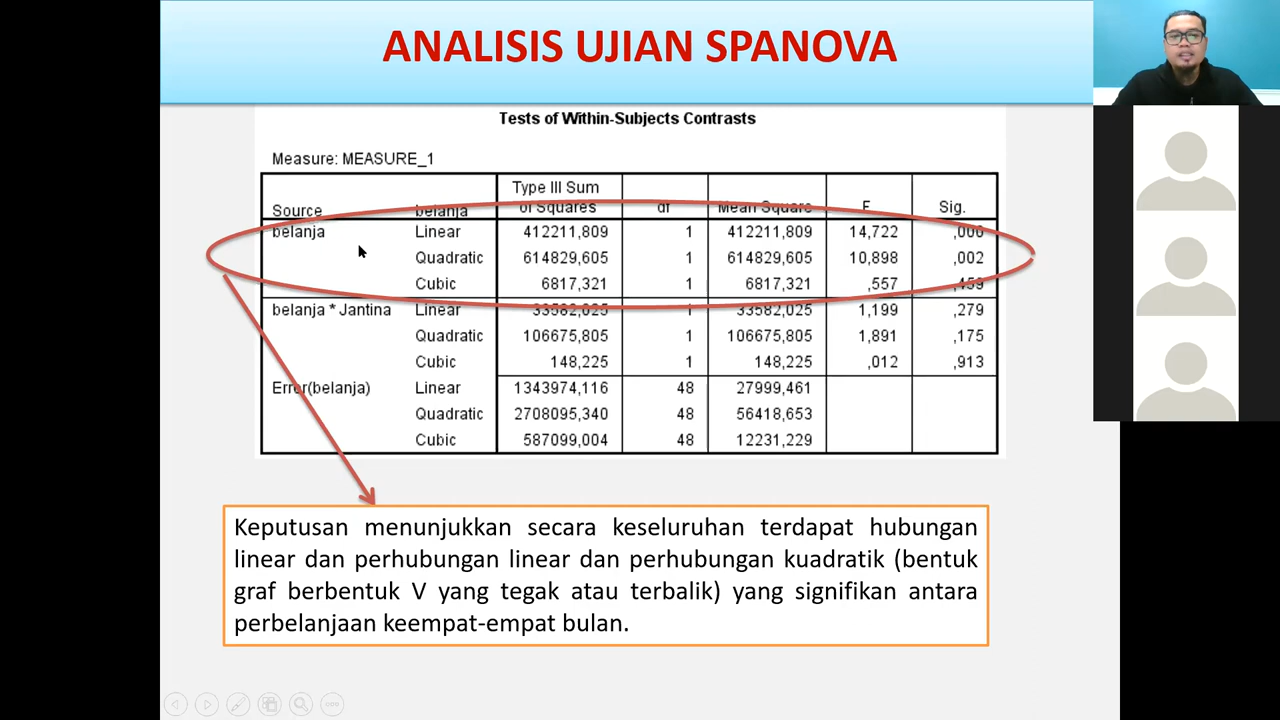 ANALISIS UJIAN SPANOVA
Tests of Within-Subjects Contrasts
Measure: MEASURE_1
Source belanja Type III Sum of Squares df Mean Square F Sig.
belanja Linear 412211,809 1 412211,809 14,722 ,000
Quadratic 614829,605 1 614829,605 10,898 ,002
Cubic 6817,321 1 6817,321 ,557 ,459
belanja * Jantina Linear 33582,025 1 33582,025 1,199 ,279
Quadratic 106675,805 1 106675,805 1,891 ,175
Cubic 148,225 1 148,225 ,012 ,913
Error(belanja) Linear 1343974,116 48 27999,461
Quadratic 2708095,340 48 56418,653
Cubic 587099,004 48 12231,229
Keputusan menunjukkan secara keseluruhan terdapat hubungan
linear dan perhubungan linear dan perhubungan kuadratik (bentuk
graf berbentuk V yang tegak atau terbalik) yang signifikan antara
perbelanjaan keempat-empat bulan.